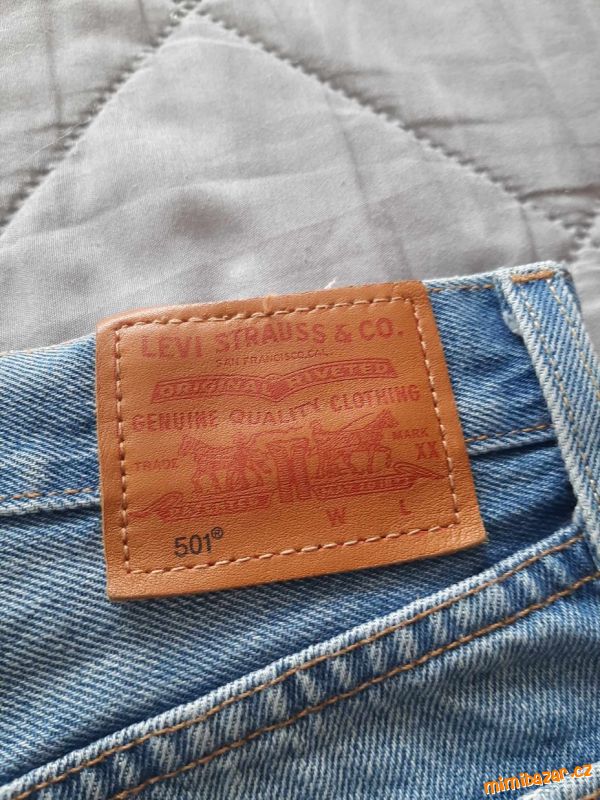 LEVI STRAUSS & CO.
SAN FRANCISCO, CAL.
ORIGINAL RIVETED
GENUINE QUALITY CLOTHING
TRADE MARK
XX
W L
501®
mimibazar.cz